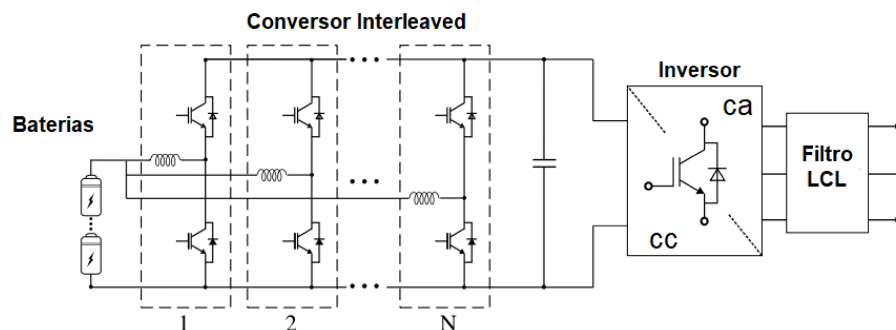 Conversor Interleaved
Inversor
Baterias
ca
cc
Filtro
LCL
1
2
N